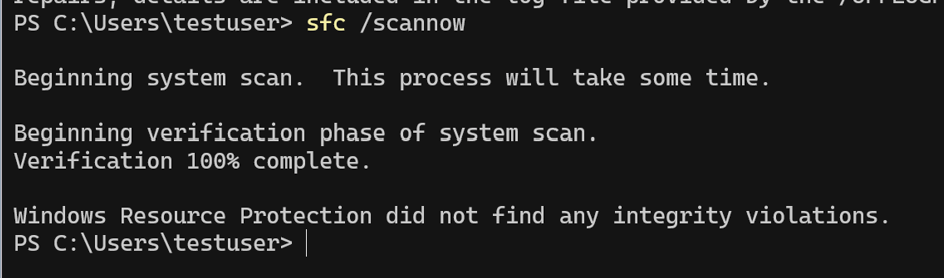 repairs, details are included in the log file provided by the /OFFLOGF
PS C:\Users\testuser> sfc /scannow
Beginning system scan.  This process will take some time.
Beginning verification phase of system scan.
Verification 100% complete.
Windows Resource Protection did not find any integrity violations.
PS C:\Users\testuser>